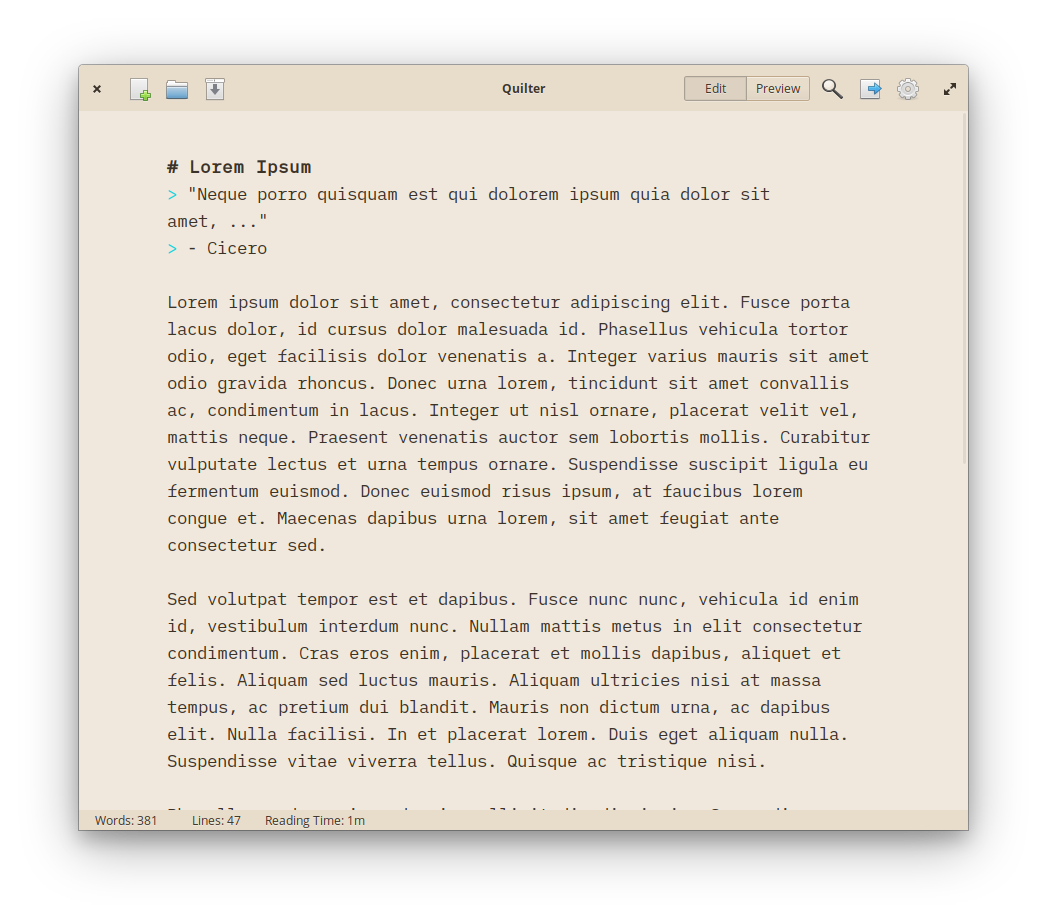 Quilter
Edit Preview
# Lorem Ipsum
> "Neque porro quisquam est qui dolorem ipsum quia dolor sit
amet, ..."
> - Cicero
Lorem ipsum dolor sit amet, consectetur adipiscing elit. Fusce porta
lacus dolor, id cursus dolor malesuada id. Phasellus vehicula tortor
odio, eget facilisis dolor venenatis a. Integer varius mauris sit amet
odio gravida rhoncus. Donec urna lorem, tincidunt sit amet convallis
ac, condimentum in lacus. Integer ut nisl ornare, placerat velit vel,
mattis neque. Praesent venenatis auctor sem lobortis mollis. Curabitur
vulputate lectus et urna tempus ornare. Suspendisse suscipit ligula eu
fermentum euismod. Donec euismod risus ipsum, at faucibus lorem
congue et. Maecenas dapibus urna lorem, sit amet feugiat ante
consectetur sed.
Sed volutpat tempor est et dapibus. Fusce nunc nunc, vehicula id enim
id, vestibulum interdum nunc. Nullam mattis metus in elit consectetur
condimentum. Cras eros enim, placerat et mollis dapibus, aliquet et
felis. Aliquam sed luctus mauris. Aliquam ultricies nisi at massa
tempus, ac pretium dui blandit. Mauris non dictum urna, ac dapibus
elit. Nulla facilisi. In et placerat lorem. Duis eget aliquam nulla.
Suspendisse vitae viverra tellus. Quisque ac tristique nisi.
Words: 381 Lines: 47 Reading Time: 1m